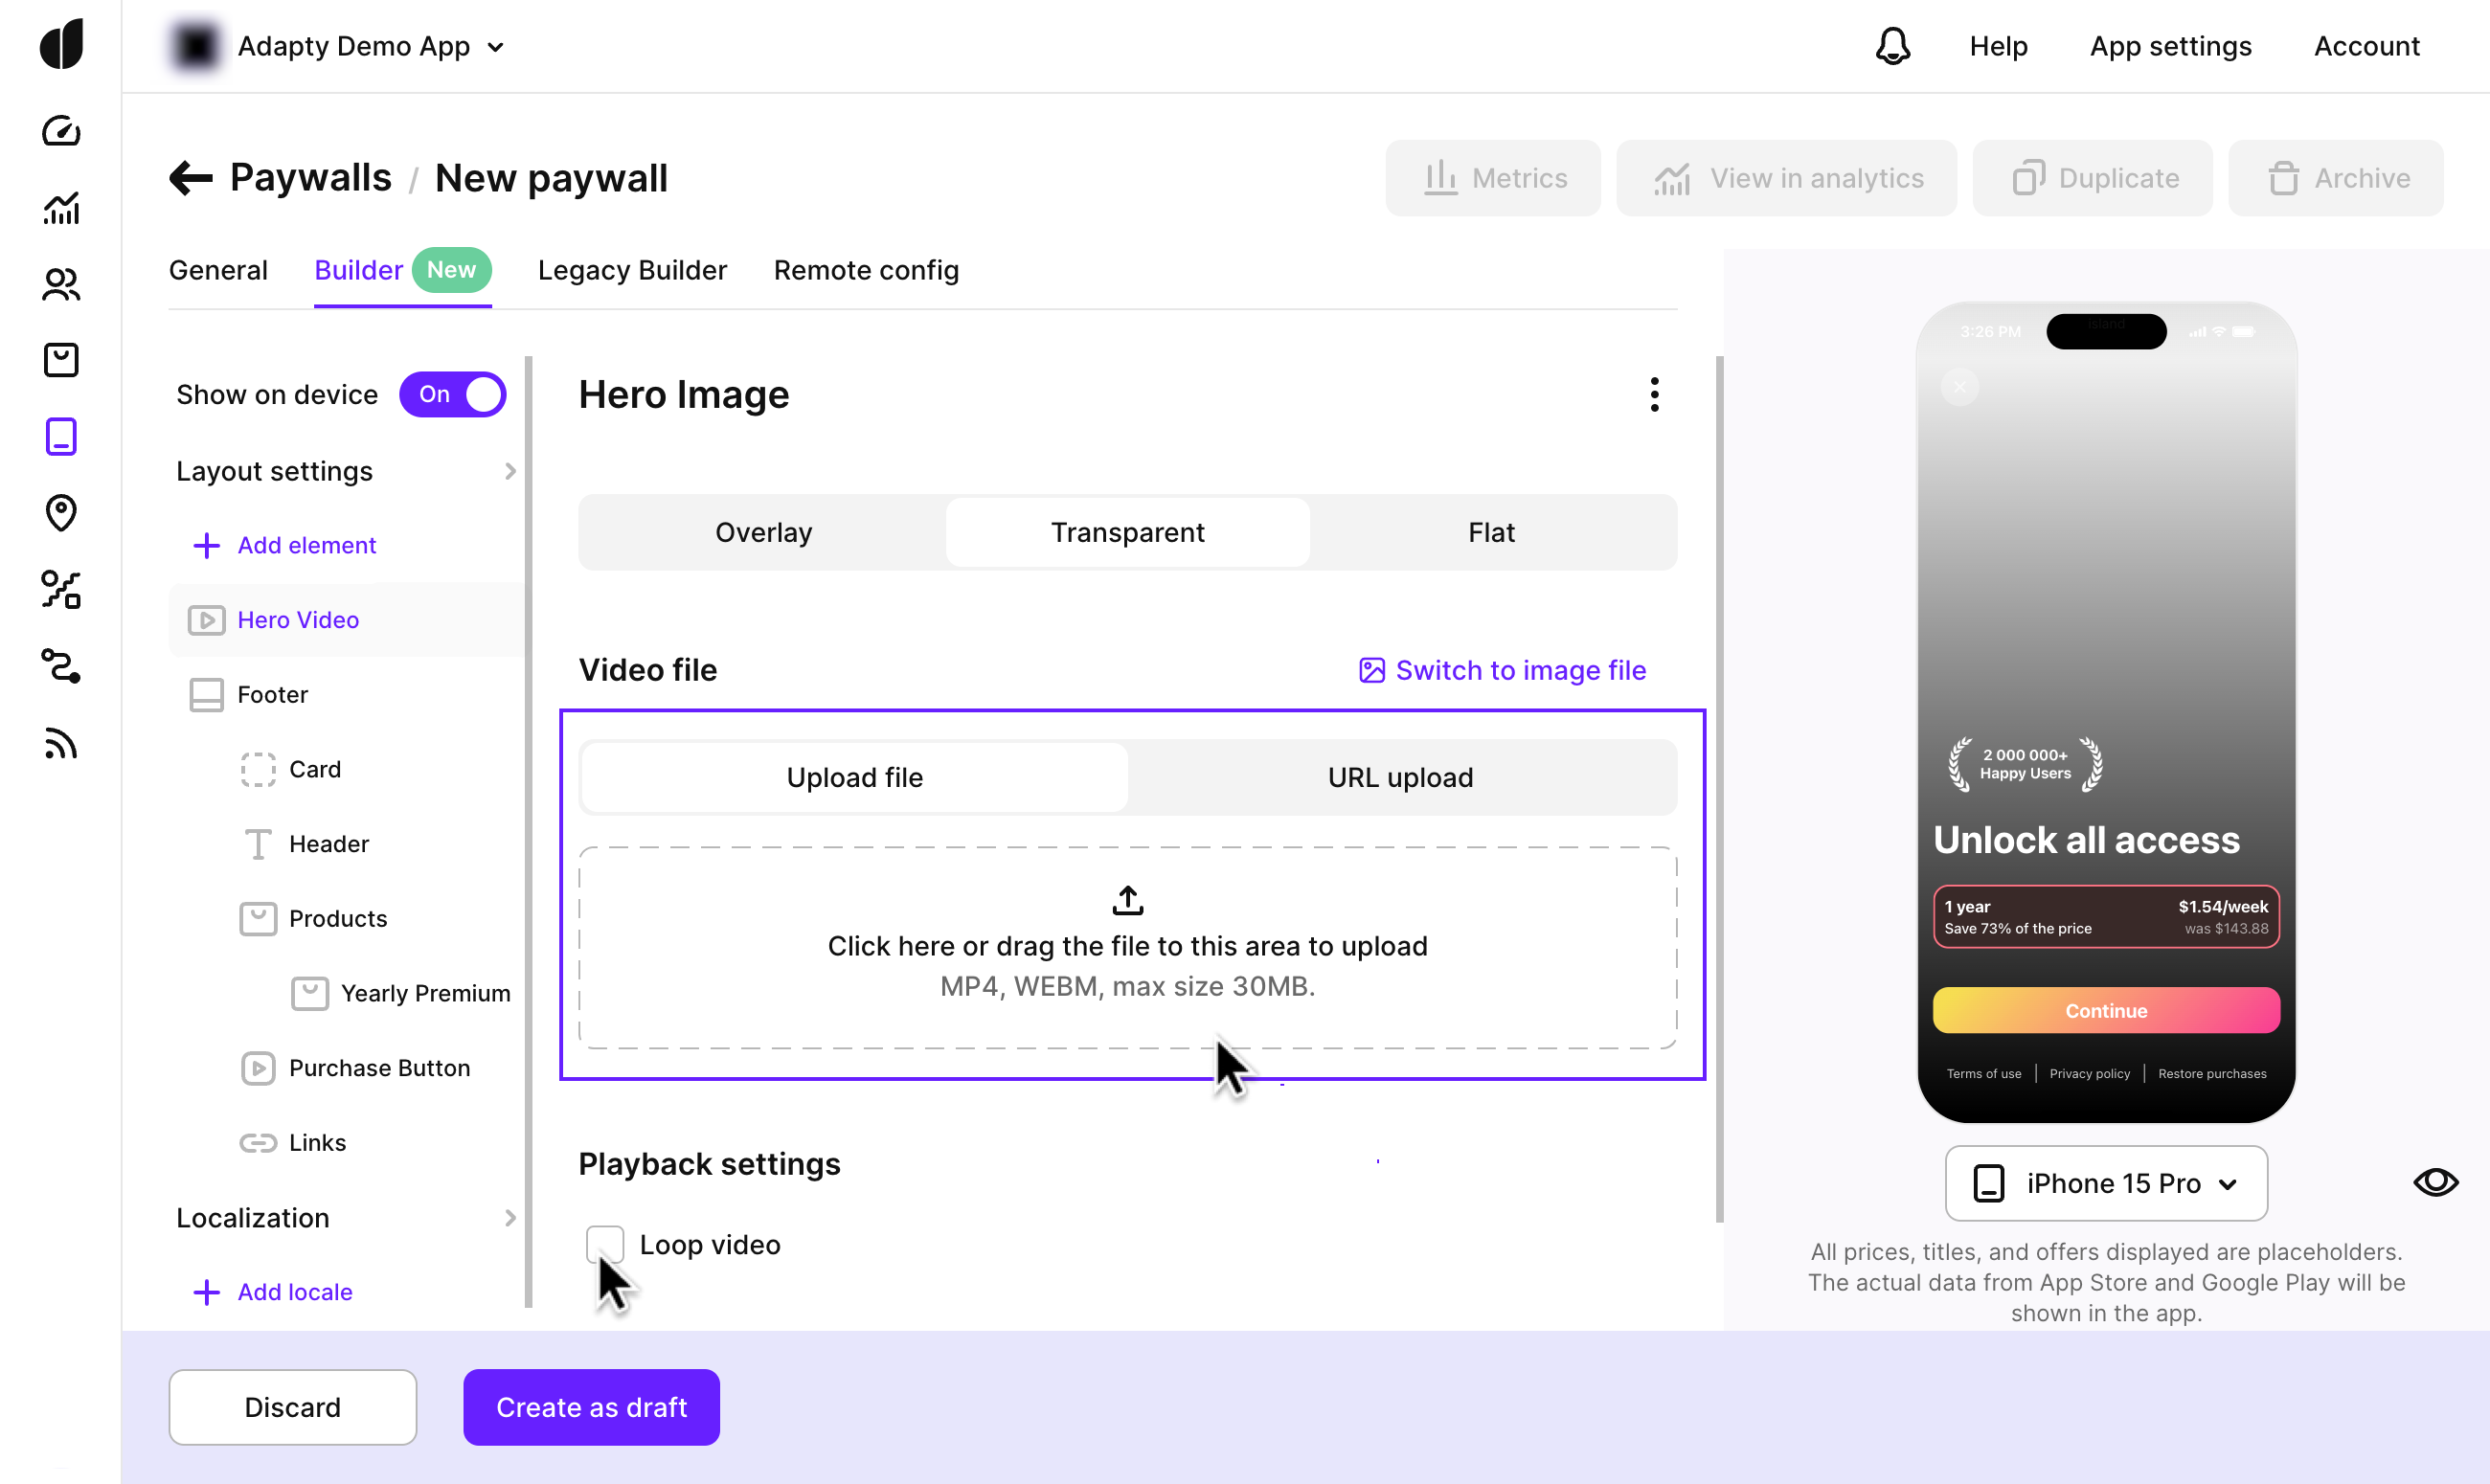 Adapty Demo App
Help
App settings
Account
Paywalls / New paywall
Metrics
View in analytics
Duplicate
Archive
General
Builder New
Legacy Builder
Remote config
Show on device On
Layout settings
Add element
Hero Video
Footer
Card
Header
Products
Yearly Premium
Purchase Button
Links
Localization
Add locale
Hero Image
Overlay
Transparent
Flat
Video file
Switch to image file
Upload file
URL upload
Click here or drag the file to this area to upload
MP4, WEBM, max size 30MB.
Playback settings
Loop video
3:26 PM
island
2 000 000+
Happy Users
Unlock all access
1 year
$1.54/week
Save 73% of the price
was $143.88
Continue
Terms of use
Privacy policy
Restore purchases
iPhone 15 Pro
All prices, titles, and offers displayed are placeholders.
The actual data from App Store and Google Play will be
shown in the app.
Discard
Create as draft